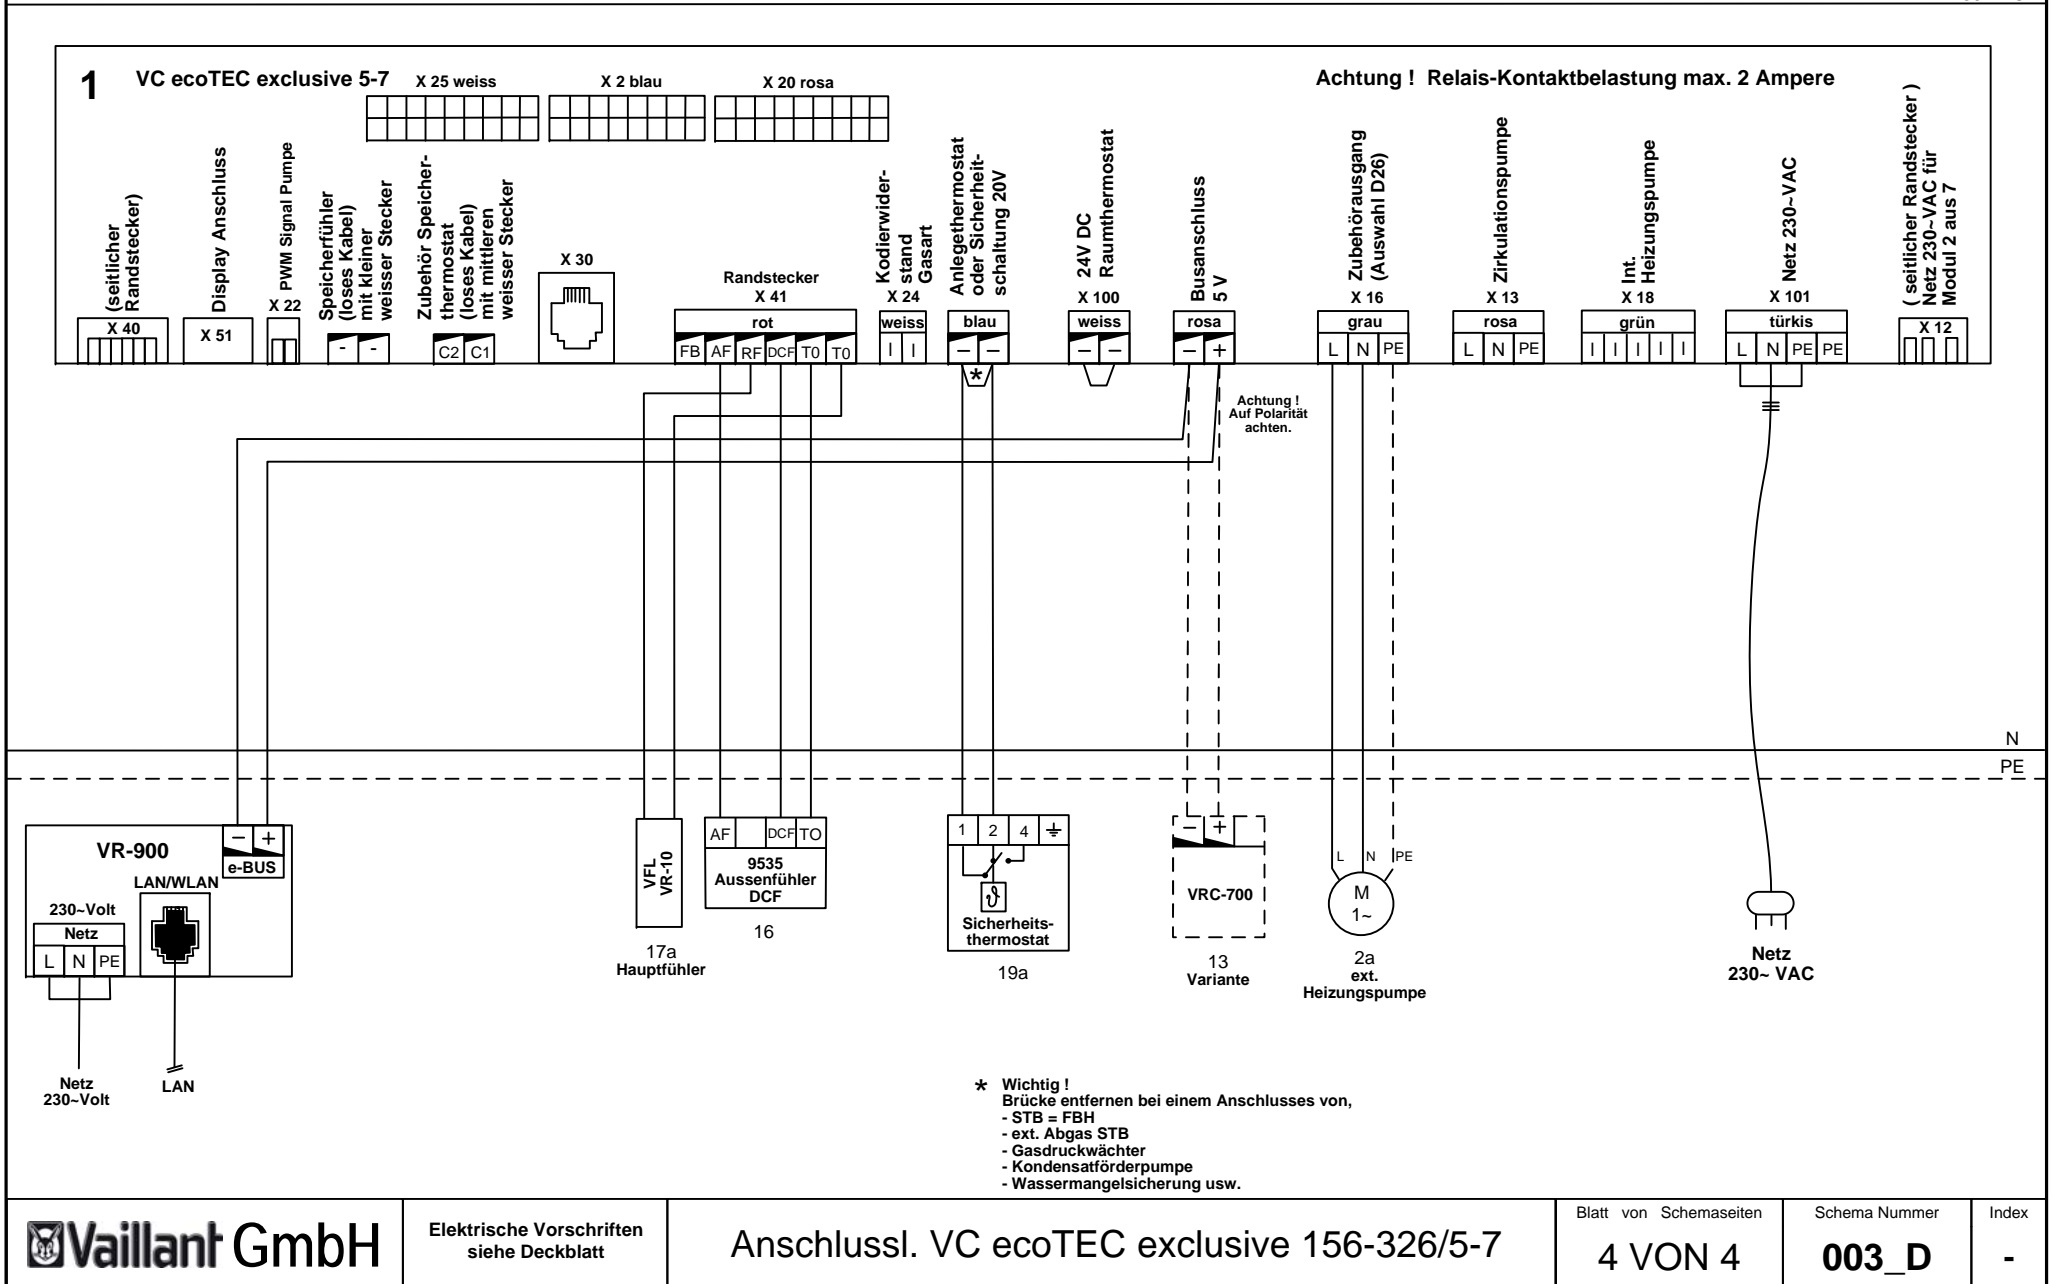 1
VC ecoTEC exclusive 5-7
X 25 weiss
X 2 blau
X 20 rosa
Achtung ! Relais-Kontaktbelastung max. 2 Ampere
(seitlicher
Randstecker)
X 40
Display Anschluss
X 51
PWM Signal Pumpe
X 22
Speicherfühler
(loses Kabel)
mit kleiner
weisser Stecker
- -
Zubehör Speicher-
thermostat
(loses Kabel)
mit mittleren
weisser Stecker
C2 C1
X 30
Randstecker
X 41
rot
FB AF RF DCF T0 T0
Kodierwider-
stand
Gasart
X 24
weiss
I I
Anlegethermostat
oder Sicherheit-
schaltung 20V
blau
– –
*
24V DC
Raumthermostat
X 100
weiss
– –
Busanschluss
5 V
rosa
– +
Achtung !
Auf Polarität
achten.
Zubehörausgang
(Auswahl D26)
X 16
grau
L N PE
Zirkulationspumpe
X 13
rosa
L N PE
Int.
Heizungspumpe
X 18
grün
I I I I I
Netz 230~VAC
X 101
türkis
L N PE PE
( seitlicher Randstecker )
Netz 230~VAC für
Modul 2 aus 7
X 12
N
PE
VR-900
– +
e-BUS
LAN/WLAN
230~Volt
Netz
L N PE
Netz
230~Volt
LAN
VFL
VR-10
17a
Hauptfühler
AF DCF TO
9535
Aussenfühler
DCF
16
1 2 4
ϑ
Sicherheits-
thermostat
19a
– +
VRC-700
13
Variante
L N PE
M
1~
2a
ext.
Heizungspumpe
Netz
230~ VAC
* Wichtig !
Brücke entfernen bei einem Anschlusses von,
- STB = FBH
- ext. Abgas STB
- Gasdruckwächter
- Kondensatförderpumpe
- Wassermangelsicherung usw.
Vaillant GmbH
Elektrische Vorschriften
siehe Deckblatt
Anschlussl. VC ecoTEC exclusive 156-326/5-7
Blatt von Schemaseiten
4 VON 4
Schema Nummer
003_D
Index
-